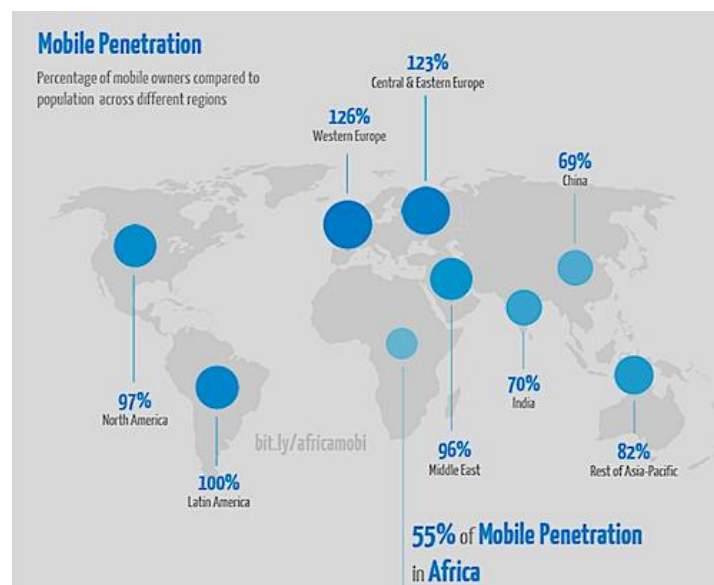 Mobile Penetration
Percentage of mobile owners compared to
population across different regions
123%
Central & Eastern Europe
126%
Western Europe
69%
China
97%
North America
100%
Latin America
bit.ly/africamobi
96%
Middle East
70%
India
82%
Rest of Asia-Pacific
55% of Mobile Penetration
in Africa